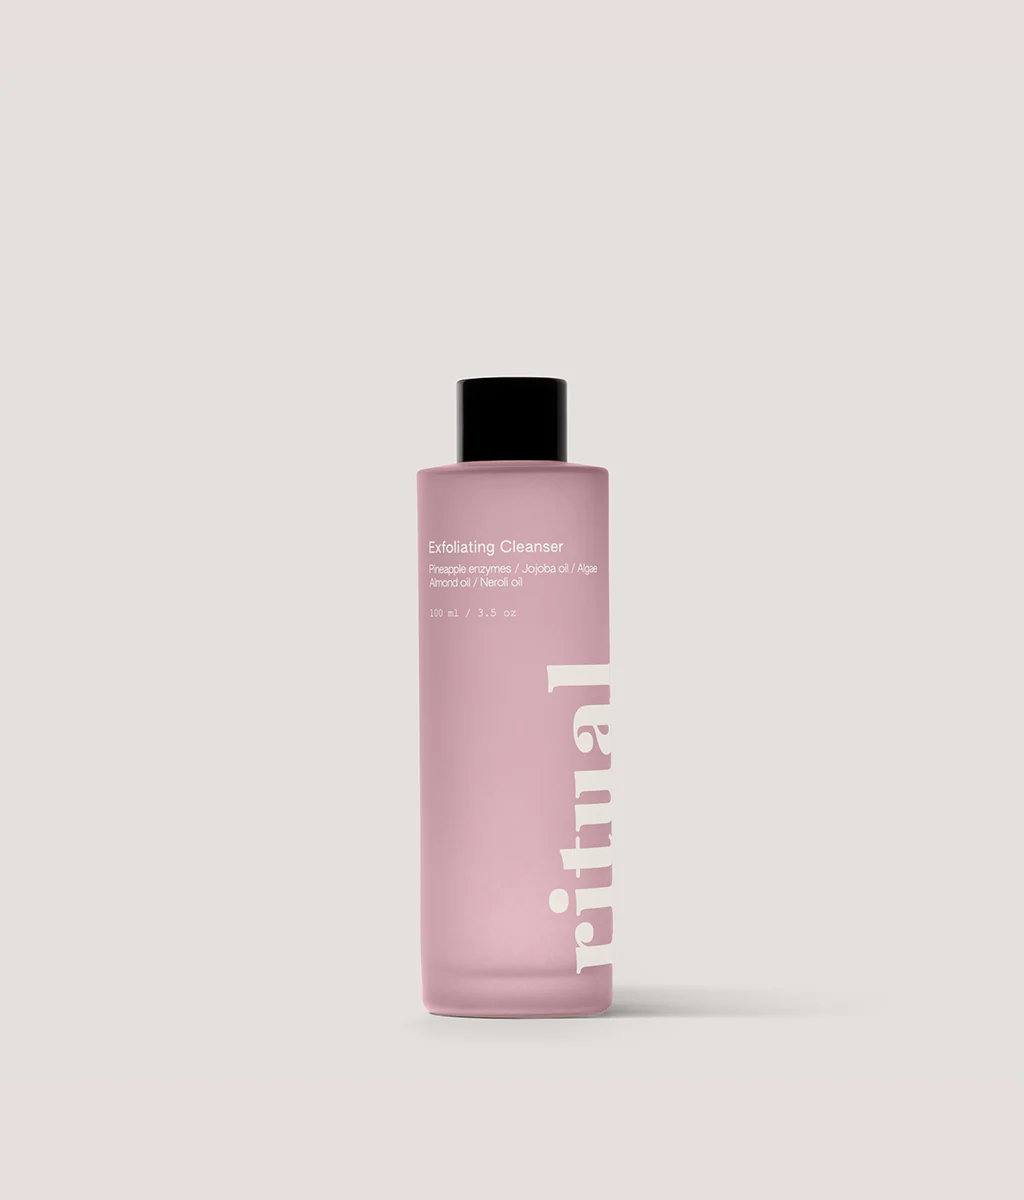 Exfoliating Cleanser
Pineapple enzymes / Jojoba oil / Algae
Almond oil / Neroli oil
100 ml / 3.5 oz
ritual